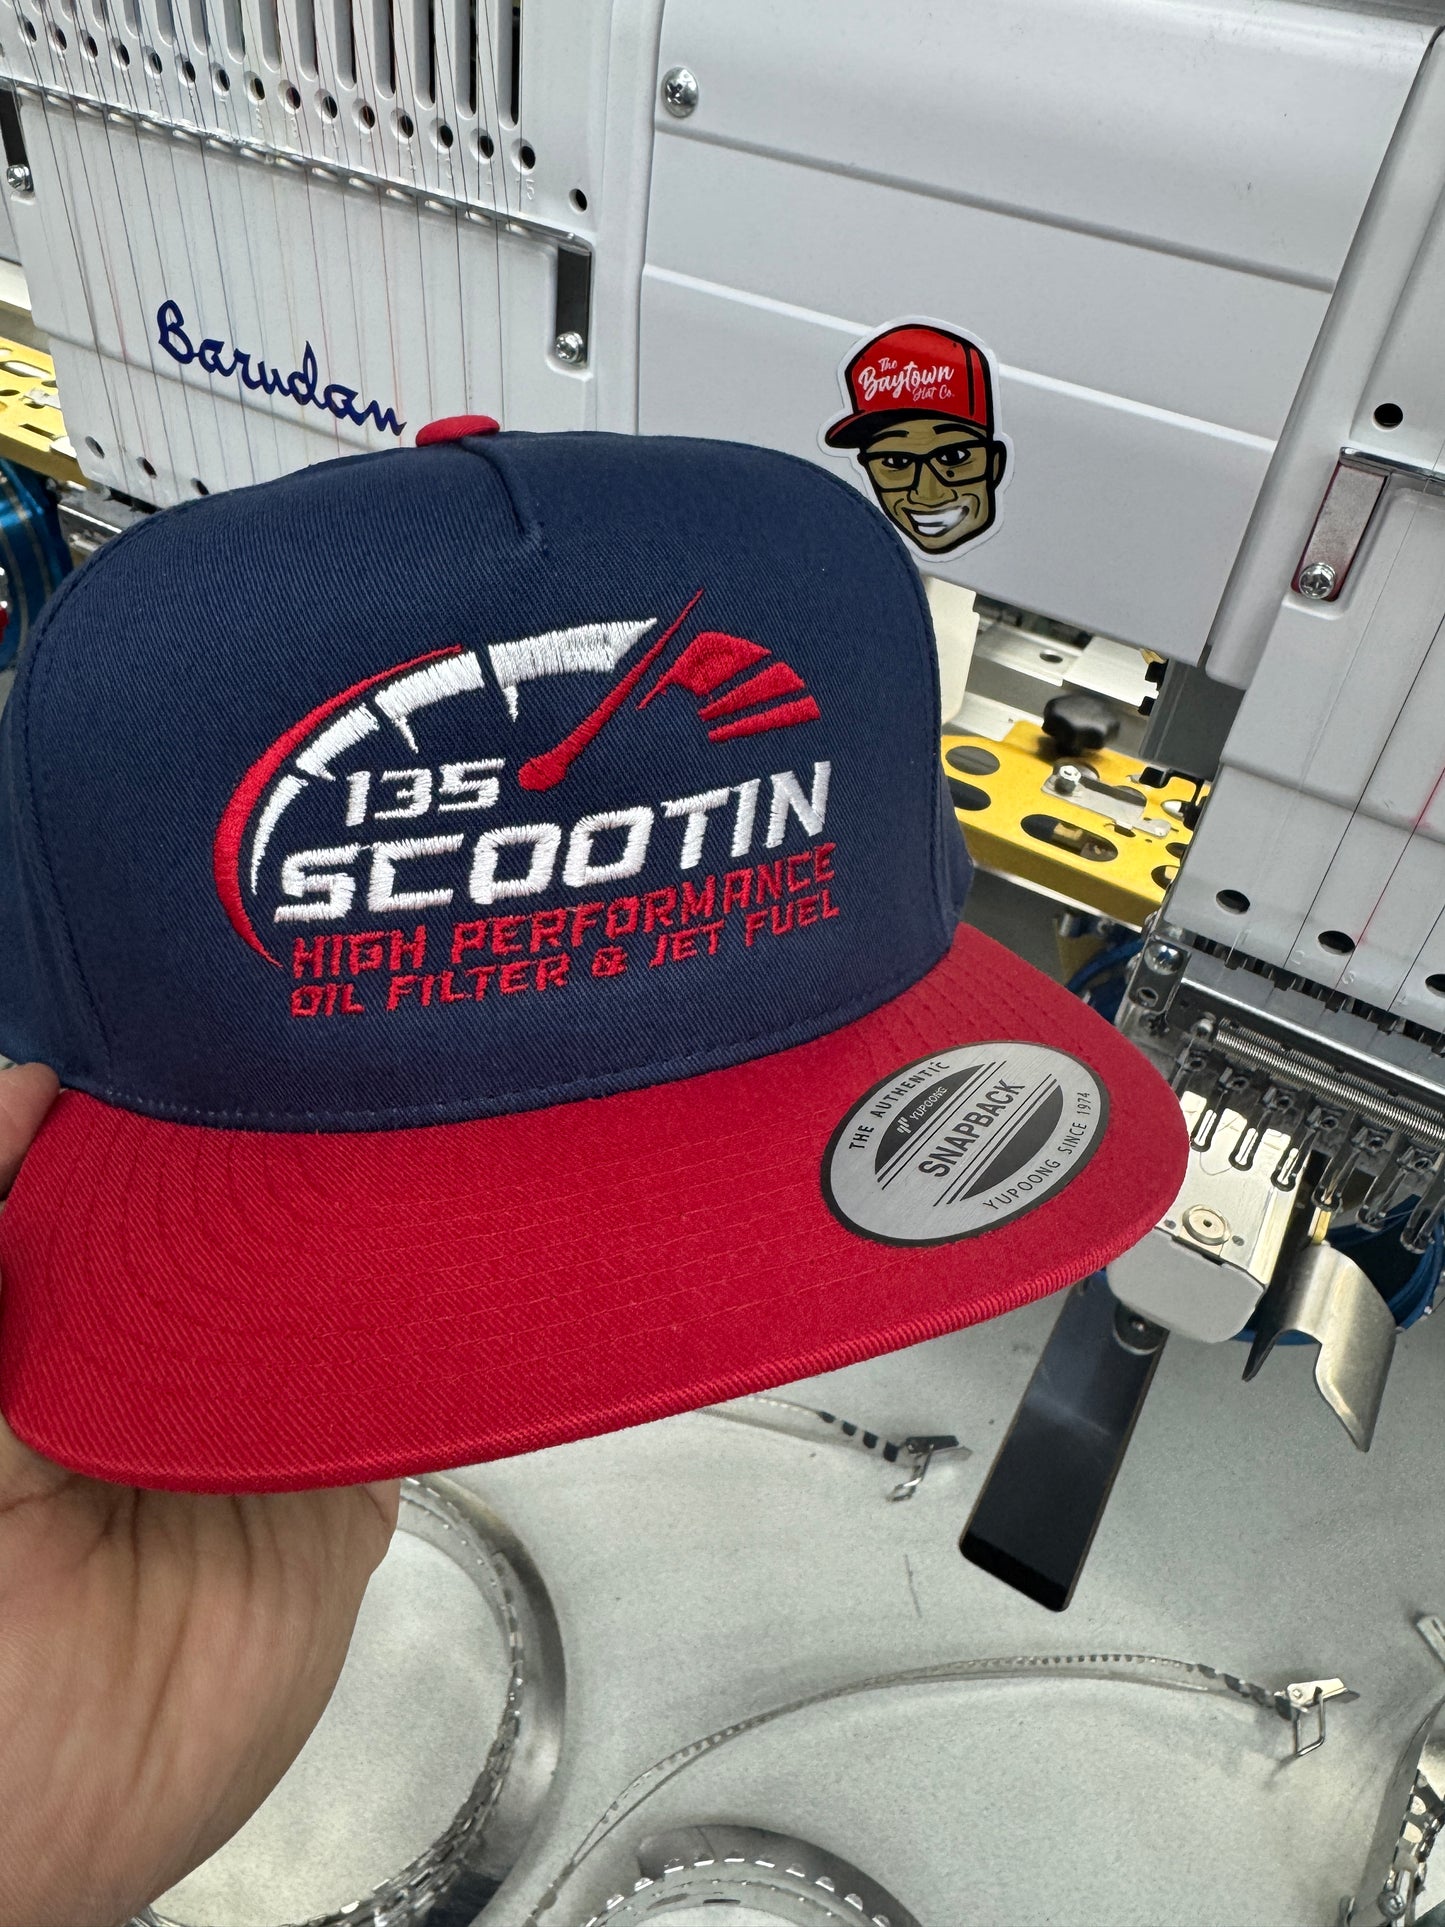 Barudan
The
Baytown
Hat Co.
135
SCOOTIN
HIGH PERFORMANCE
OIL FILTER & JET FUEL
THE AUTHENTIC
YUPOONG
SNAPBACK
YUPOONG SINCE 1974